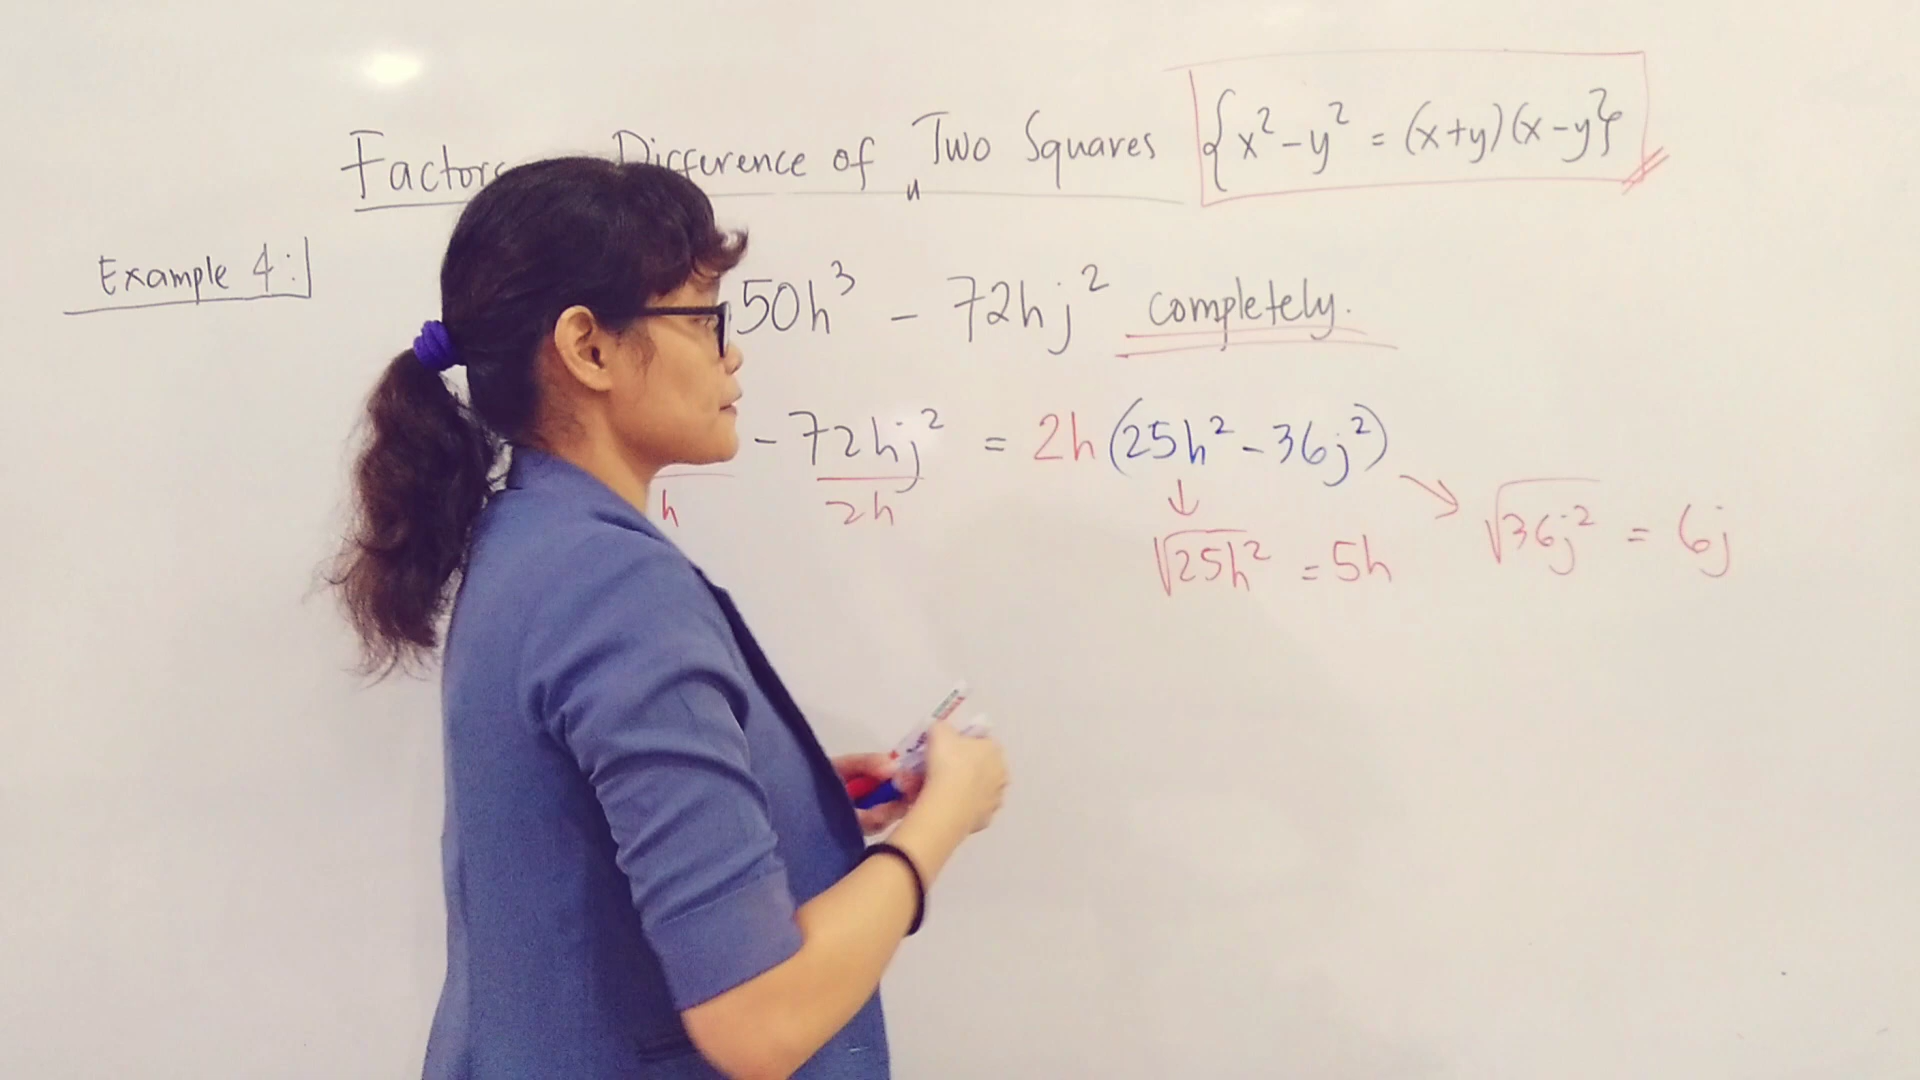 Factors Difference of Two Squares {x² - y² = (x+y)(x-y)}
Example 4:
50h³ - 72hj² completely.
- 72hj² = 2h(25h² - 36j²)
h 2h
√25h² = 5h √36j² = 6j